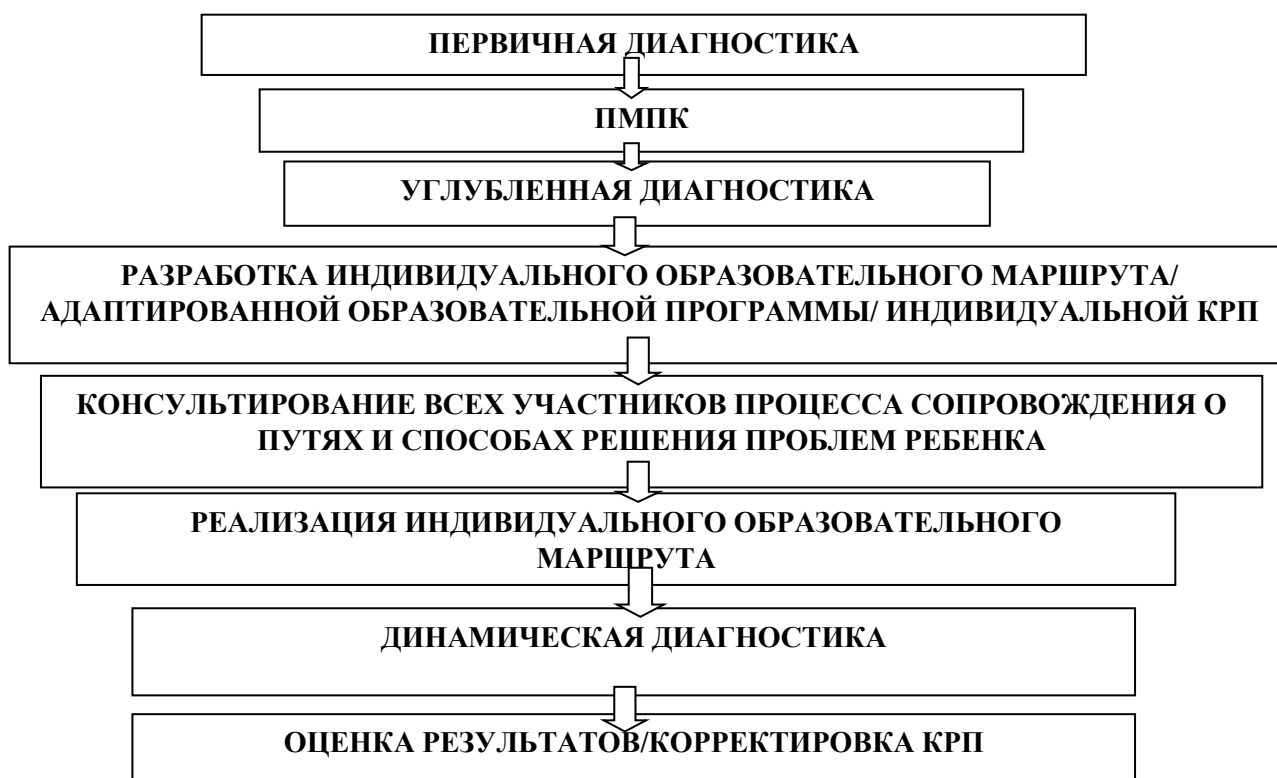 ПЕРВИЧНАЯ ДИАГНОСТИКА
ПМПК
УГЛУБЛЕННАЯ ДИАГНОСТИКА
РАЗРАБОТКА ИНДИВИДУАЛЬНОГО ОБРАЗОВАТЕЛЬНОГО МАРШРУТА/
АДАПТИРОВАННОЙ ОБРАЗОВАТЕЛЬНОЙ ПРОГРАММЫ/ ИНДИВИДУАЛЬНОЙ КРП
КОНСУЛЬТИРОВАНИЕ ВСЕХ УЧАСТНИКОВ ПРОЦЕССА СОПРОВОЖДЕНИЯ О
ПУТЯХ И СПОСОБАХ РЕШЕНИЯ ПРОБЛЕМ РЕБЕНКА
РЕАЛИЗАЦИЯ ИНДИВИДУАЛЬНОГО ОБРАЗОВАТЕЛЬНОГО
МАРШРУТА
ДИНАМИЧЕСКАЯ ДИАГНОСТИКА
ОЦЕНКА РЕЗУЛЬТАТОВ/КОРРЕКТИРОВКА КРП